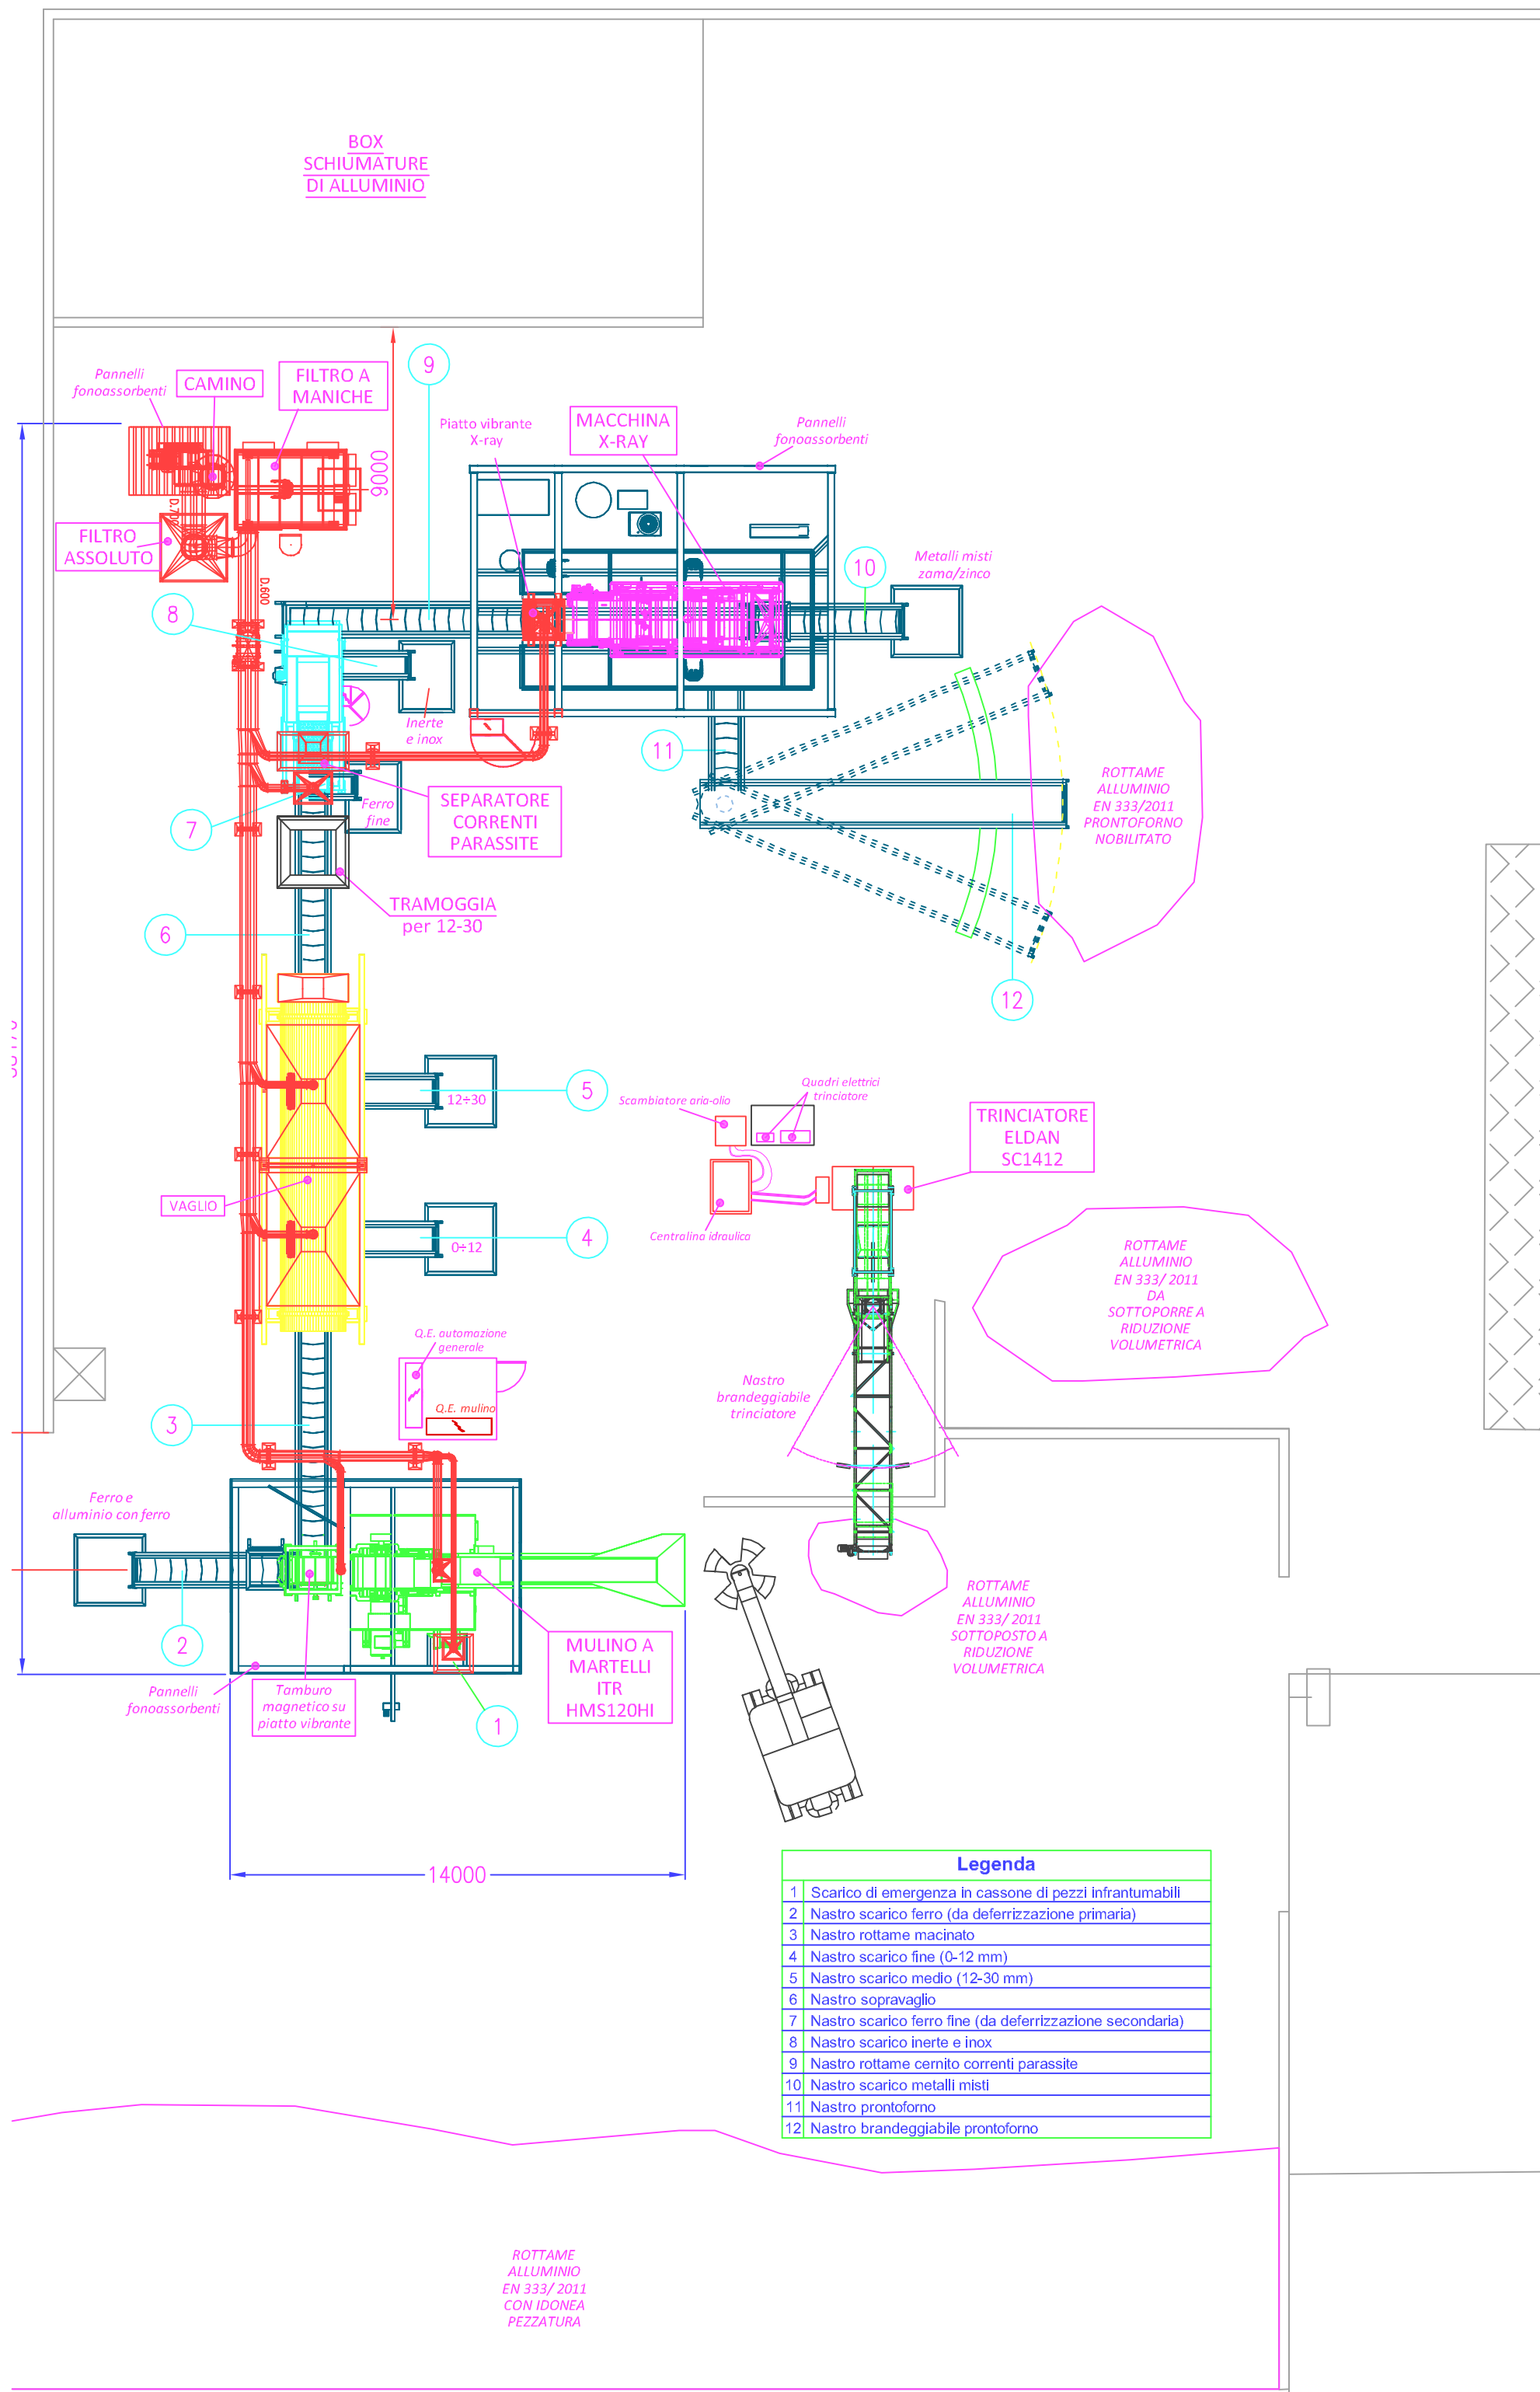 BOX
SCHIUMATURE
DI ALLUMINIO
9
Pannelli
fonoassorbenti
CAMINO
FILTRO A
MANICHE
Piatto vibrante
X-ray
MACCHINA
X-RAY
Pannelli
fonoassorbenti
9000
D.700
FILTRO
ASSOLUTO
D.600
8
10
Metalli misti
zama/zinco
Inerte
e inox
11
ROTTAME
ALLUMINIO
EN 333/2011
PRONTOFORNO
NOBILITATO
7
Ferro
fine
SEPARATORE
CORRENTI
PARASSITE
TRAMOGGIA
per 12-30
6
12
5
12÷30
Scambiatore aria-olio
Quadri elettrici
trinciatore
TRINCIATORE
ELDAN
SC1412
VAGLIO
4
0÷12
Centralina idraulica
ROTTAME
ALLUMINIO
EN 333/ 2011
DA
SOTTOPORRE A
RIDUZIONE
VOLUMETRICA
Q.E. automazione
generale
Q.E. mulino
Nastro
brandeggiabile
trinciatore
3
Ferro e
alluminio con ferro
2
Pannelli
fonoassorbenti
Tamburo
magnetico su
piatto vibrante
1
MULINO A
MARTELLI
ITR
HMS120HI
ROTTAME
ALLUMINIO
EN 333/ 2011
SOTTOPOSTO A
RIDUZIONE
VOLUMETRICA
14000
Legenda
1 Scarico di emergenza in cassone di pezzi infrantumabili
2 Nastro scarico ferro (da deferrizzazione primaria)
3 Nastro rottame macinato
4 Nastro scarico fine (0-12 mm)
5 Nastro scarico medio (12-30 mm)
6 Nastro sopravaglio
7 Nastro scarico ferro fine (da deferrizzazione secondaria)
8 Nastro scarico inerte e inox
9 Nastro rottame cernito correnti parassite
10 Nastro scarico metalli misti
11 Nastro prontoforno
12 Nastro brandeggiabile prontoforno
ROTTAME
ALLUMINIO
EN 333/ 2011
CON IDONEA
PEZZATURA